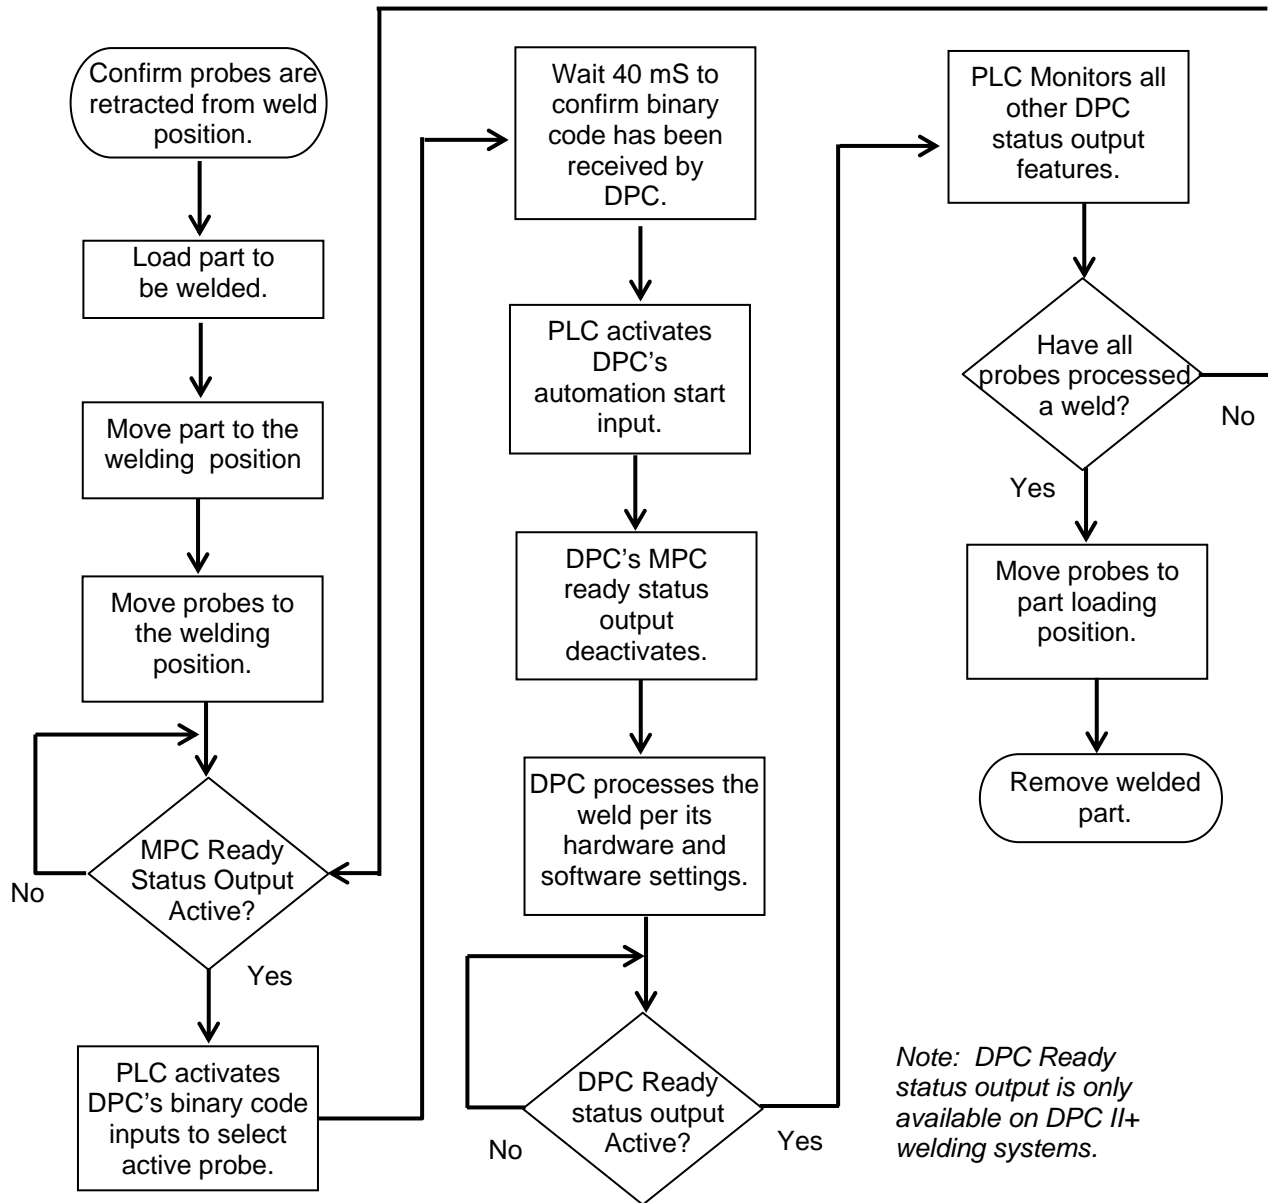 Confirm probes are
retracted from weld
position.
Load part to
be welded.
Move part to the
welding  position
Move probes to
the welding
position.
MPC Ready
Status Output
Active?
No
Yes
PLC activates
DPC's binary code
inputs to select
active probe.
Wait 40 mS to
confirm binary
code has been
received by
DPC.
PLC activates
DPC's
automation start
input.
DPC's MPC
ready status
output
deactivates.
DPC processes the
weld per its
hardware and
software settings.
DPC Ready
status output
Active?
No
Yes
PLC Monitors all
other DPC
status output
features.
Have all
probes processed
a weld?
No
Yes
Move probes to
part loading
position.
Remove welded
part.
Note:  DPC Ready
status output is only
available on DPC II+
welding systems.